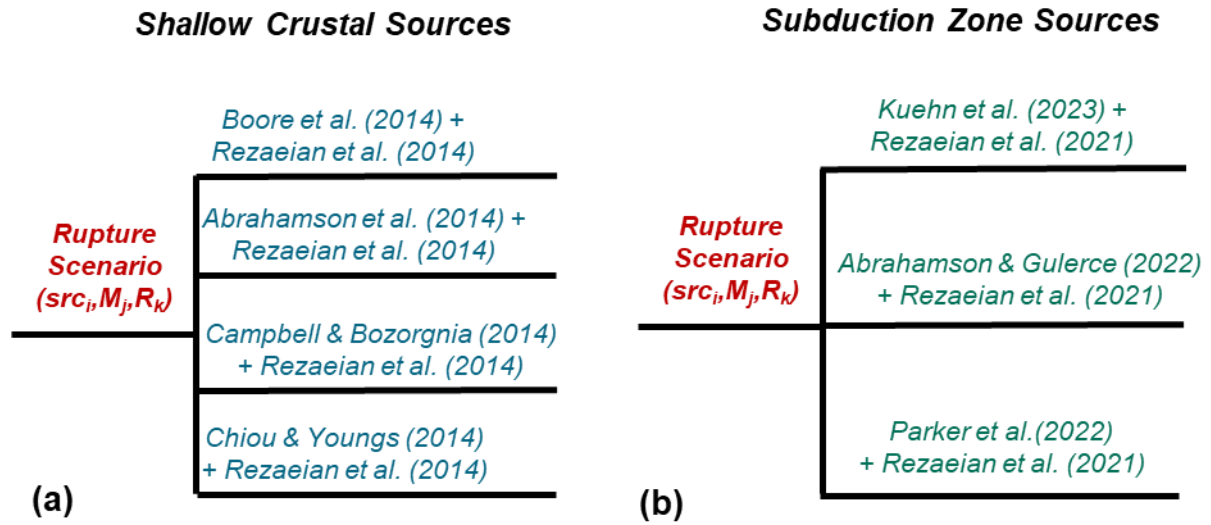 Shallow Crustal Sources
Boore et al. (2014) +
Rezaeian et al. (2014)
Abrahamson et al. (2014) +
Rezaeian et al. (2014)
Rupture
Scenario
(srcᵢ,Mⱼ,Rₖ)
Campbell & Bozorgnia (2014)
+ Rezaeian et al. (2014)
Chiou & Youngs (2014)
+ Rezaeian et al. (2014)
(a)
Subduction Zone Sources
Kuehn et al. (2023) +
Rezaeian et al. (2021)
Rupture
Scenario
(srcᵢ,Mⱼ,Rₖ)
Abrahamson & Gulerce (2022)
+ Rezaeian et al. (2021)
Parker et al.(2022)
+ Rezaeian et al. (2021)
(b)